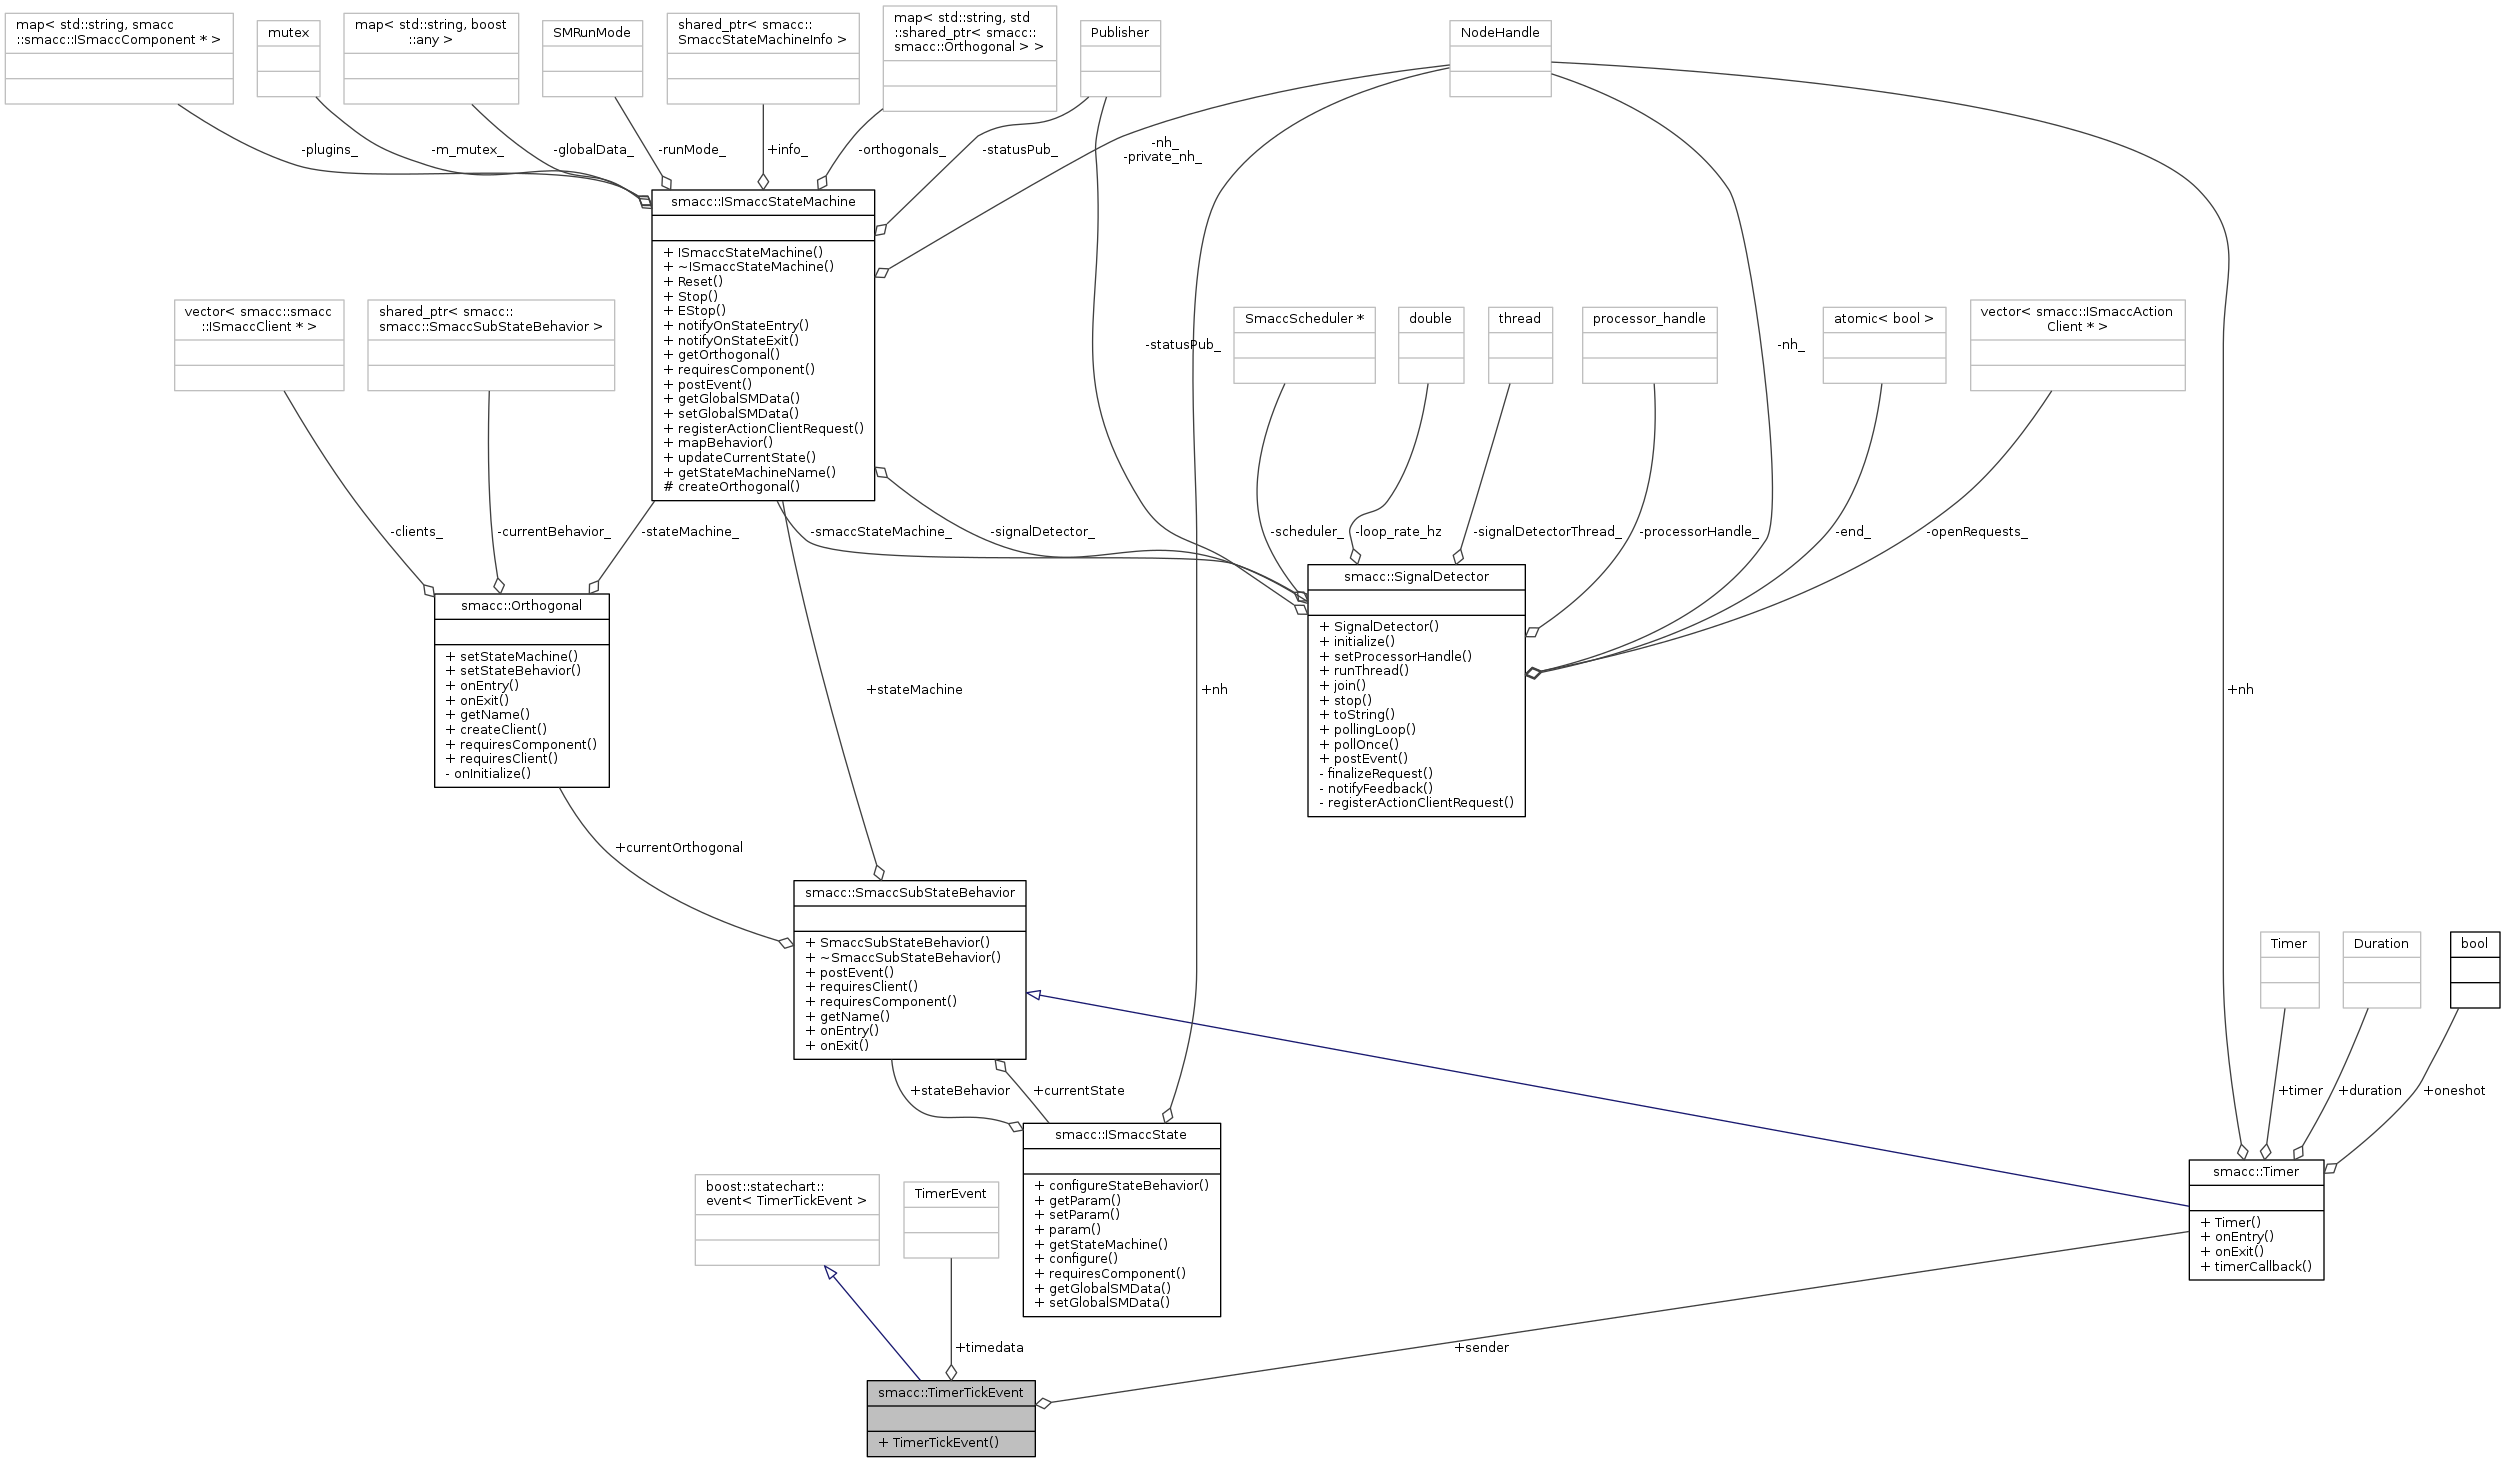 map< std::string, smacc
::smacc::ISmaccComponent * >
mutex
map< std::string, boost
::any >
SMRunMode
shared_ptr< smacc::
SmaccStateMachineInfo >
map< std::string, std
::shared_ptr< smacc::
smacc::Orthogonal > >
Publisher
NodeHandle
-plugins_
-m_mutex_
-globalData_
-runMode_
+info_
-orthogonals_
-statusPub_
-nh_
-private_nh_
smacc::ISmaccStateMachine
+ ISmaccStateMachine()
+ ~ISmaccStateMachine()
+ Reset()
+ Stop()
+ EStop()
+ notifyOnStateEntry()
+ notifyOnStateExit()
+ getOrthogonal()
+ requiresComponent()
+ postEvent()
+ getGlobalSMData()
+ setGlobalSMData()
+ registerActionClientRequest()
+ mapBehavior()
+ updateCurrentState()
+ getStateMachineName()
# createOrthogonal()
vector< smacc::smacc
::ISmaccClient * >
shared_ptr< smacc::
smacc::SmaccSubStateBehavior >
-statusPub_
SmaccScheduler *
double
thread
processor_handle
-nh_
atomic< bool >
vector< smacc::ISmaccAction
Client * >
-clients_
-currentBehavior_
-stateMachine_
-smaccStateMachine_
-signalDetector_
-scheduler_
-loop_rate_hz
-signalDetectorThread_
-processorHandle_
-end_
-openRequests_
smacc::Orthogonal
+ setStateMachine()
+ setStateBehavior()
+ onEntry()
+ onExit()
+ getName()
+ createClient()
+ requiresComponent()
+ requiresClient()
- onInitialize()
smacc::SignalDetector
+ SignalDetector()
+ initialize()
+ setProcessorHandle()
+ runThread()
+ join()
+ stop()
+ toString()
+ pollingLoop()
+ pollOnce()
+ postEvent()
- finalizeRequest()
- notifyFeedback()
- registerActionClientRequest()
+stateMachine
+nh
+nh
+currentOrthogonal
smacc::SmaccSubStateBehavior
+ SmaccSubStateBehavior()
+ ~SmaccSubStateBehavior()
+ postEvent()
+ requiresClient()
+ requiresComponent()
+ getName()
+ onEntry()
+ onExit()
Timer
Duration
bool
+stateBehavior
+currentState
+timer
+duration
+oneshot
smacc::ISmaccState
+ configureStateBehavior()
+ getParam()
+ setParam()
+ param()
+ getStateMachine()
+ configure()
+ requiresComponent()
+ getGlobalSMData()
+ setGlobalSMData()
smacc::Timer
+ Timer()
+ onEntry()
+ onExit()
+ timerCallback()
boost::statechart::
event< TimerTickEvent >
TimerEvent
+timedata
+sender
smacc::TimerTickEvent
+ TimerTickEvent()